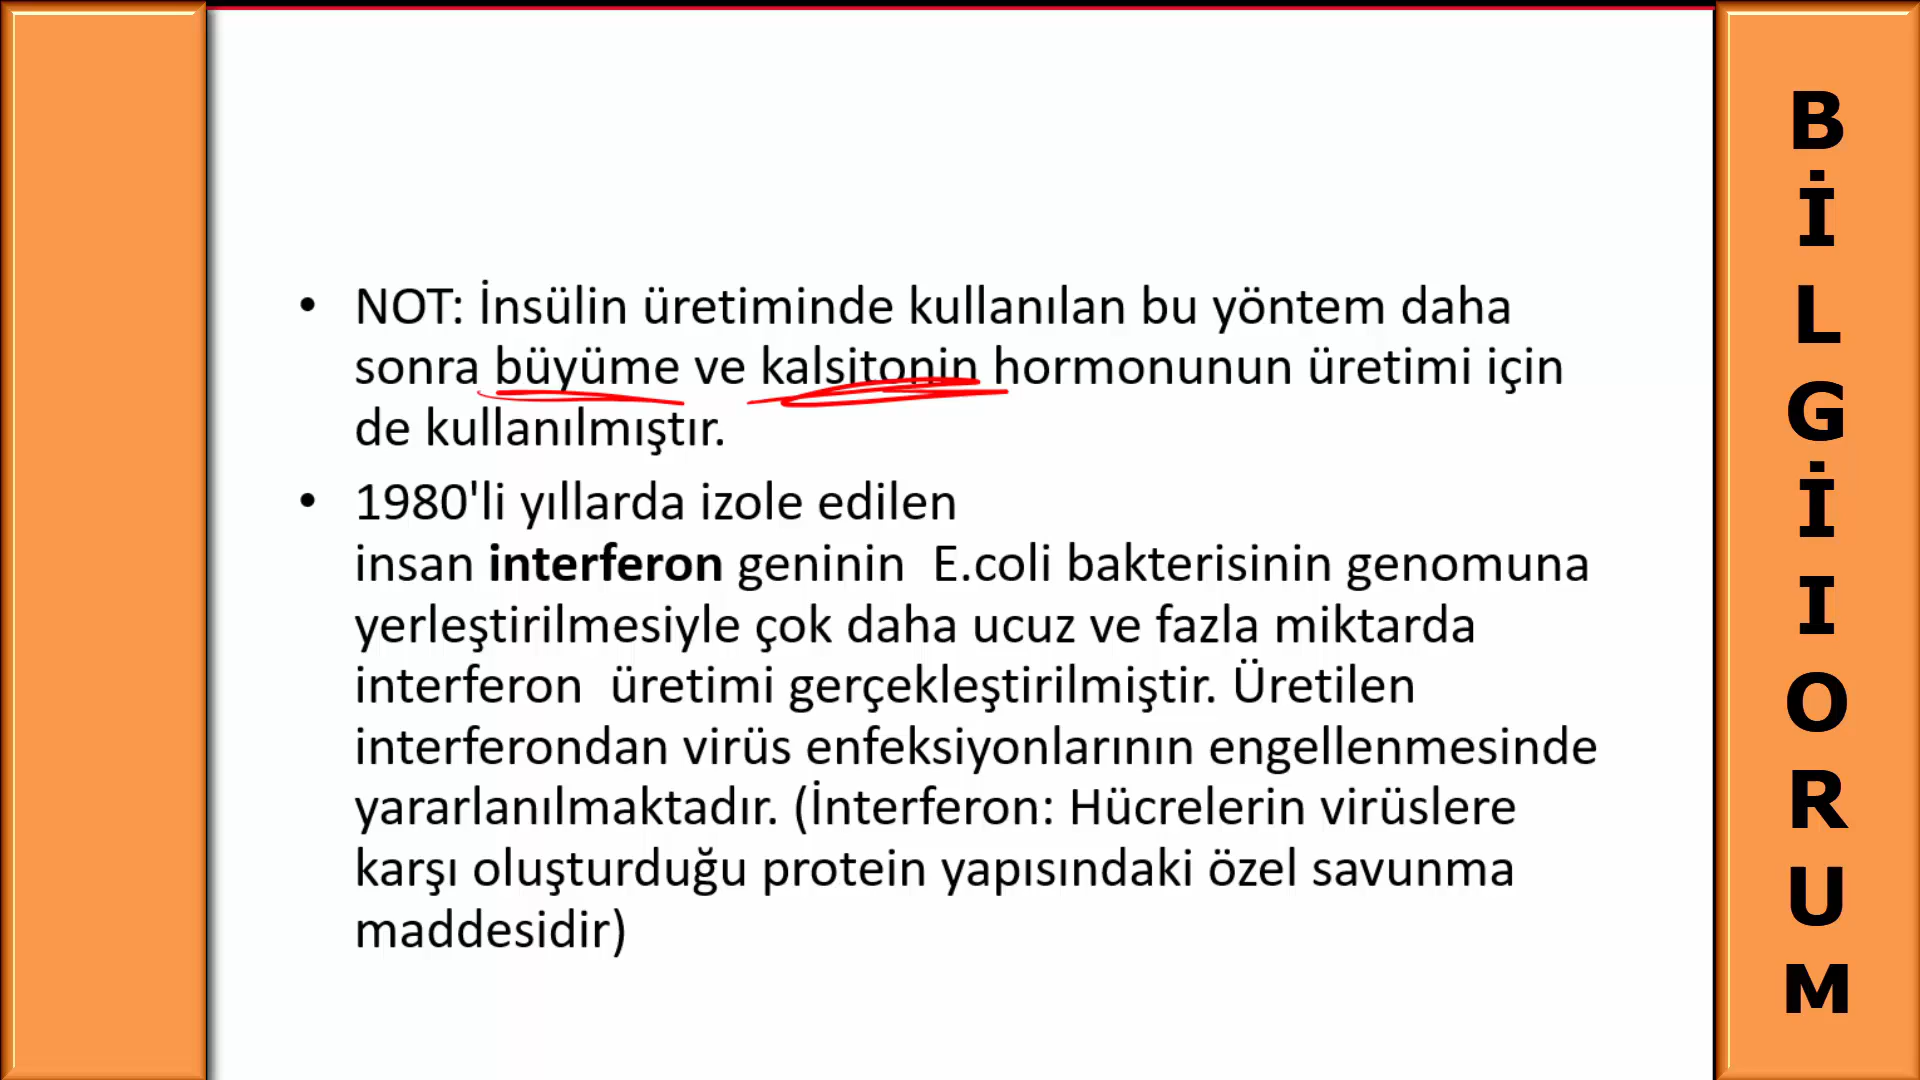 • NOT: İnsülin üretiminde kullanılan bu yöntem daha
sonra büyüme ve kalsitonin hormonunun üretimi için
de kullanılmıştır.
• 1980'li yıllarda izole edilen
insan interferon geninin E.coli bakterisinin genomuna
yerleştirilmesiyle çok daha ucuz ve fazla miktarda
interferon üretimi gerçekleştirilmiştir. Üretilen
interferondan virüs enfeksiyonlarının engellenmesinde
yararlanılmaktadır. (İnterferon: Hücrelerin virüslere
karşı oluşturduğu protein yapısındaki özel savunma
maddesidir)
B
İ
L
G
İ
I
O
R
U
M